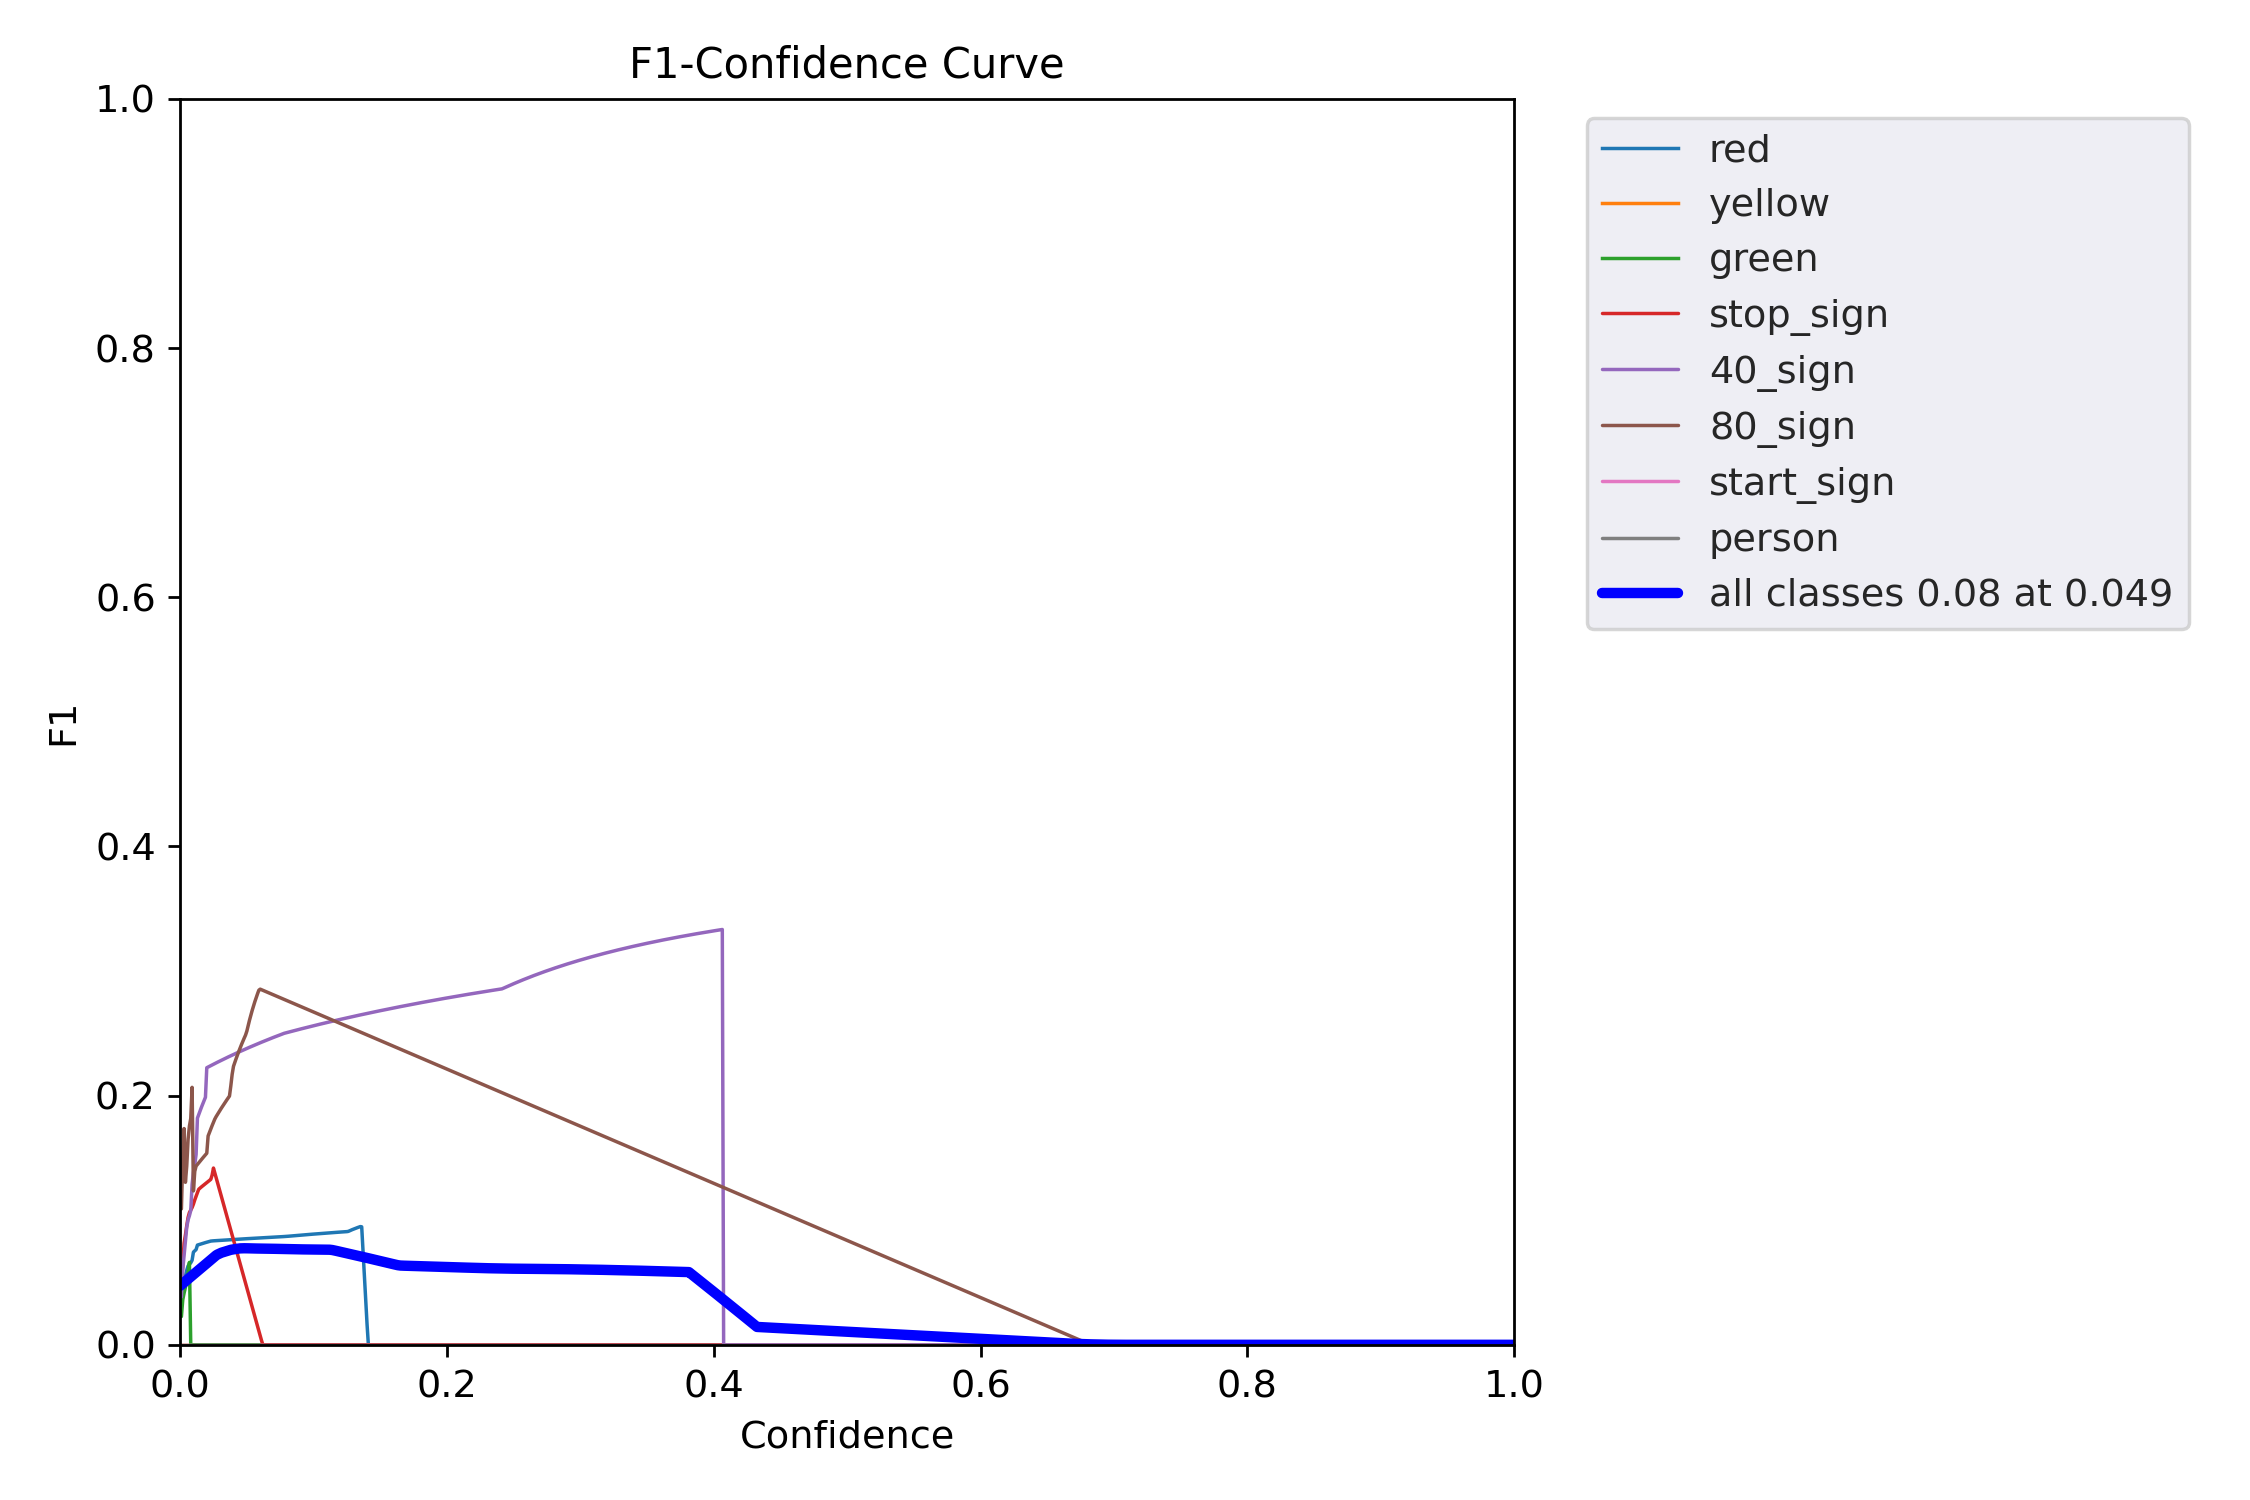 F1-Confidence Curve
1.0
0.8
0.6
0.4
0.2
0.0
F1
0.0 0.2 0.4 0.6 0.8 1.0
Confidence
red
yellow
green
stop_sign
40_sign
80_sign
start_sign
person
all classes 0.08 at 0.049